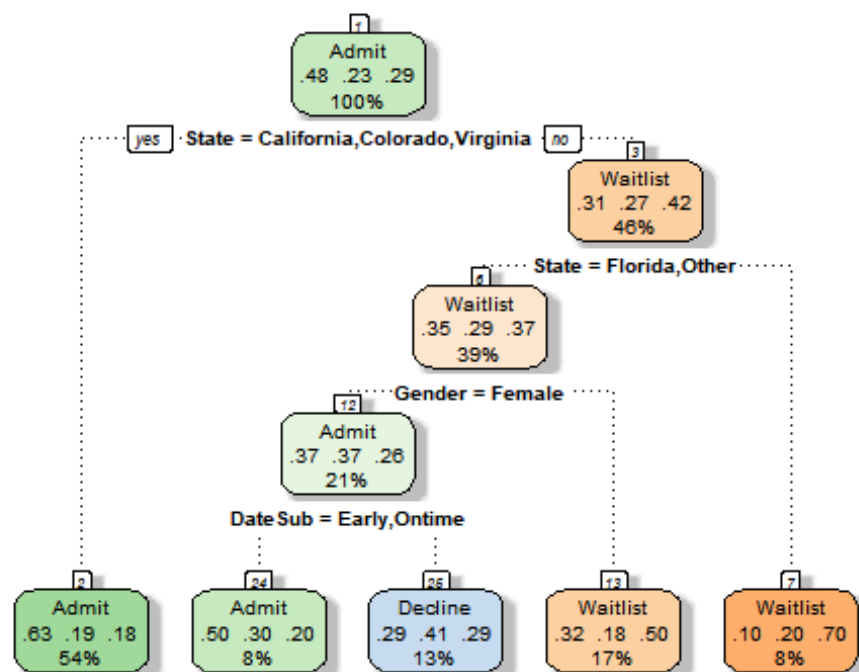 1
Admit
.48 .23 .29
100%
yes State = California,Colorado,Virginia no
3
Waitlist
.31 .27 .42
46%
State = Florida,Other
6
Waitlist
.35 .29 .37
39%
Gender = Female
12
Admit
.37 .37 .26
21%
DateSub = Early,Ontime
2 24 25 13 7
Admit Admit Decline Waitlist Waitlist
.63 .19 .18 .50 .30 .20 .29 .41 .29 .32 .18 .50 .10 .20 .70
54% 8% 13% 17% 8%